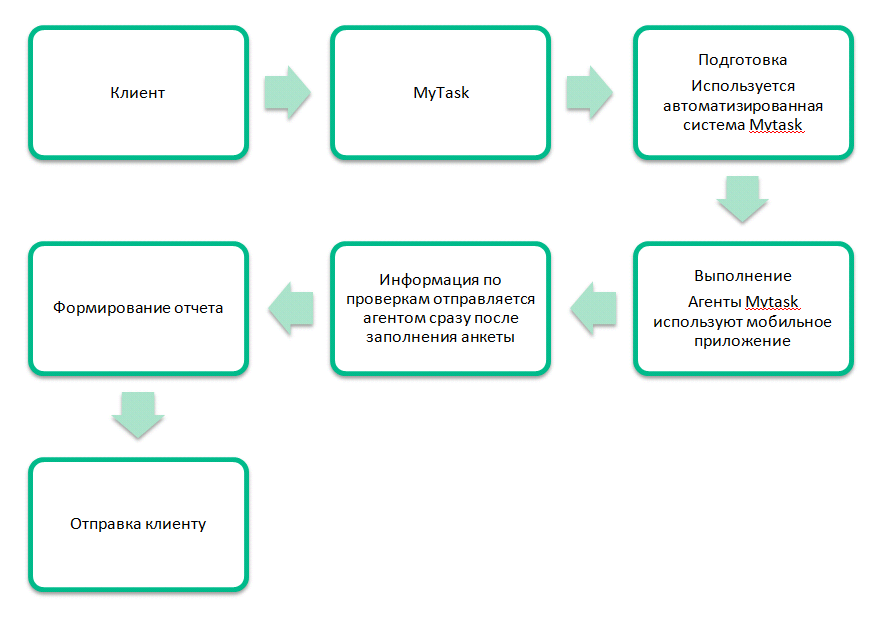 Клиент
MyTask
Подготовка
Используется
автоматизированная
система Mytask
Выполнение
Агенты Mytask
используют мобильное
приложение
Информация по
проверкам отправляется
агентом сразу после
заполнения анкеты
Формирование отчета
Отправка клиенту